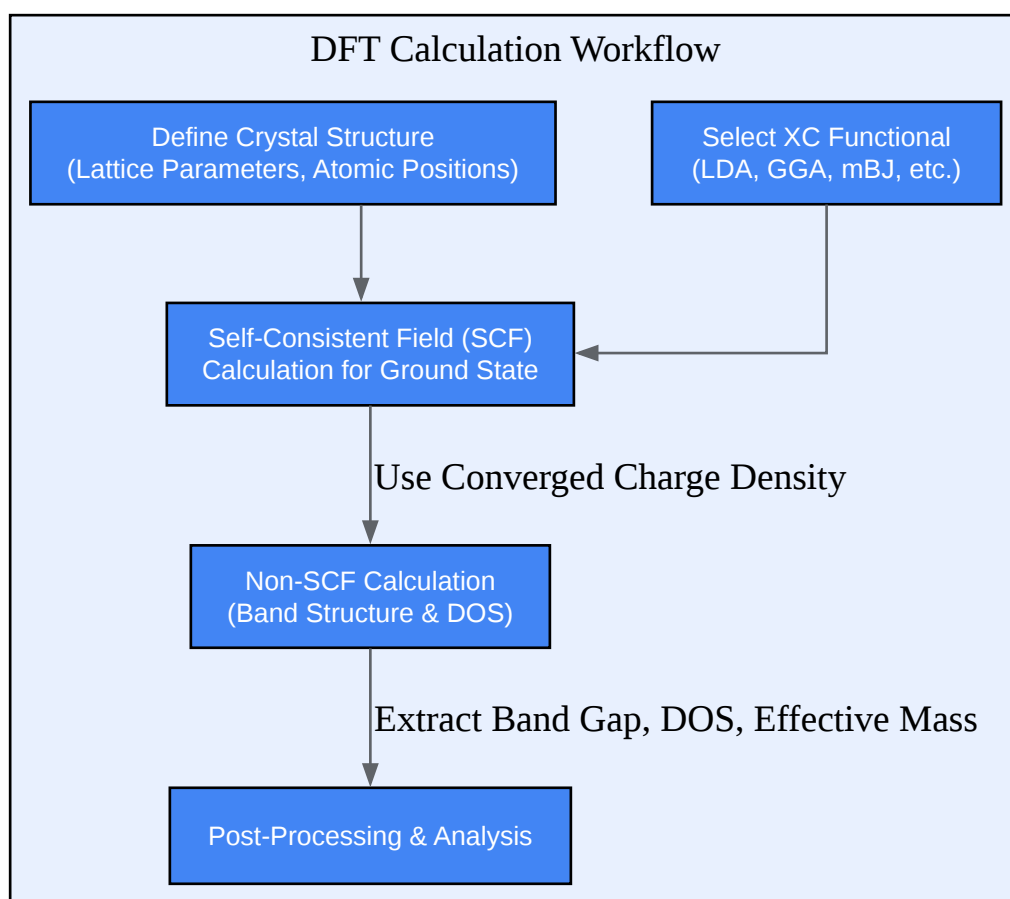 DFT Calculation Workflow
Define Crystal Structure
(Lattice Parameters, Atomic Positions)
Select XC Functional
(LDA, GGA, mBJ, etc.)
Self-Consistent Field (SCF)
Calculation for Ground State
Use Converged Charge Density
Non-SCF Calculation
(Band Structure & DOS)
Extract Band Gap, DOS, Effective Mass
Post-Processing & Analysis